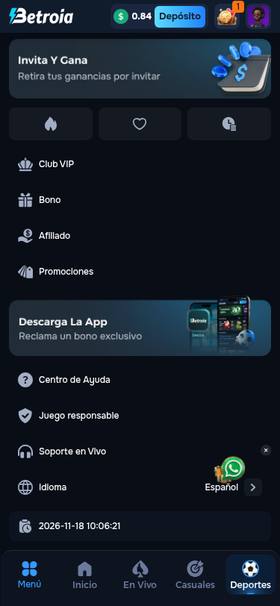 Betroia
$ 0.84 Depósito
1
Invita Y Gana
Retira tus ganancias por invitar
Club VIP
Bono
Afiliado
Promociones
Descarga La App
Reclama un bono exclusivo
Betroia
Centro de Ayuda
Juego responsable
Soporte en Vivo
Idioma
Español
2026-11-18 10:06:21
Menú
Inicio
En Vivo
Casuales
Deportes